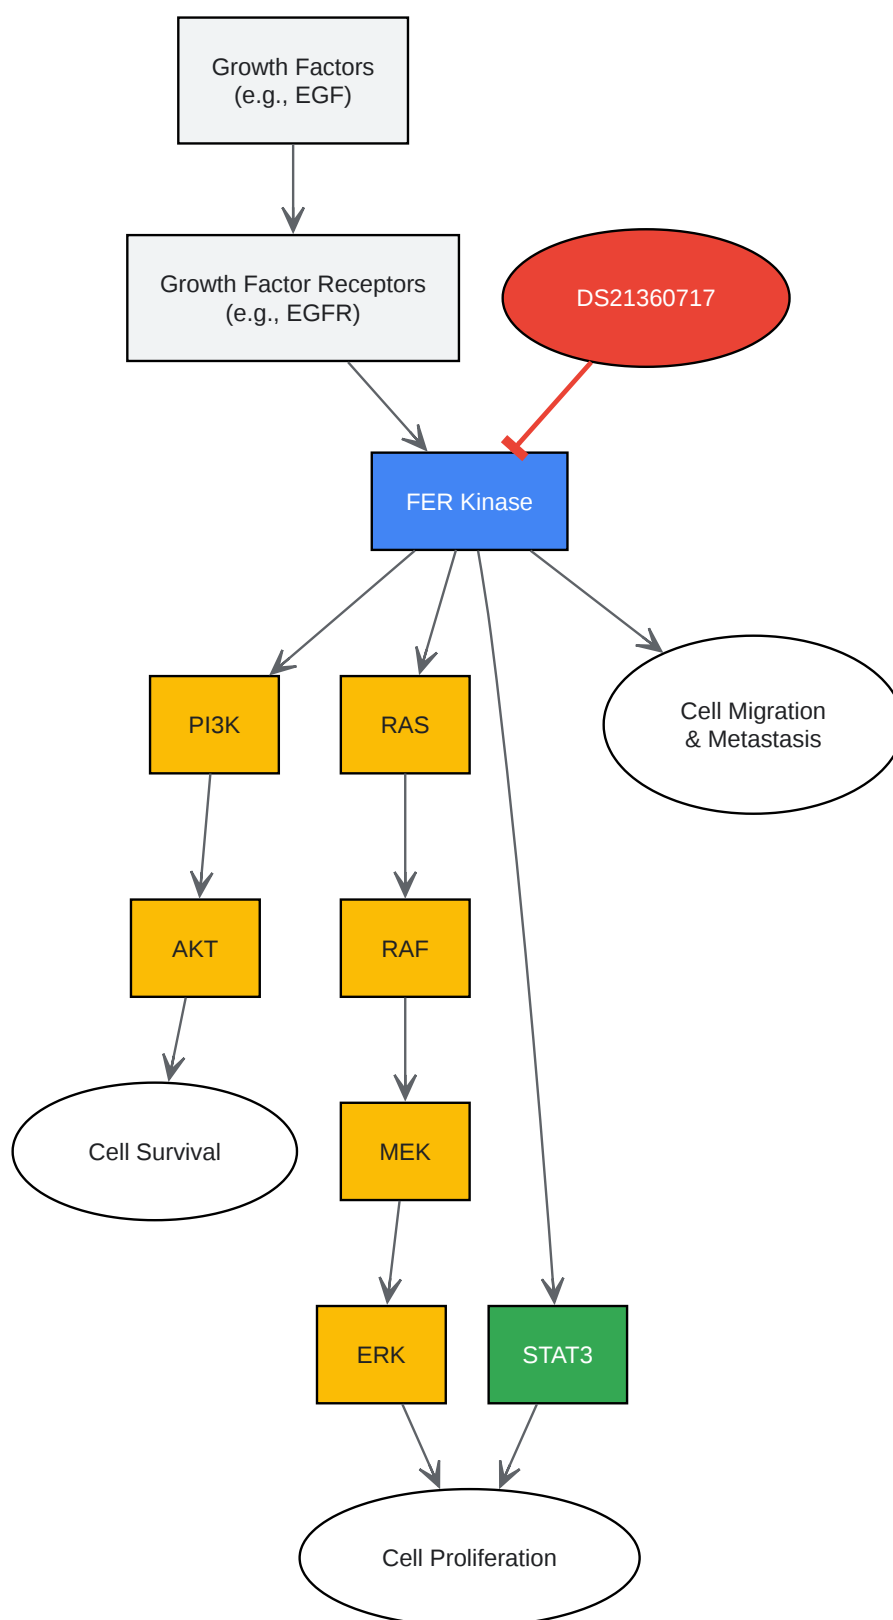 Growth Factors
(e.g., EGF)
Growth Factor Receptors
(e.g., EGFR)
DS21360717
FER Kinase
PI3K
RAS
Cell Migration
& Metastasis
AKT
RAF
Cell Survival
MEK
ERK
STAT3
Cell Proliferation